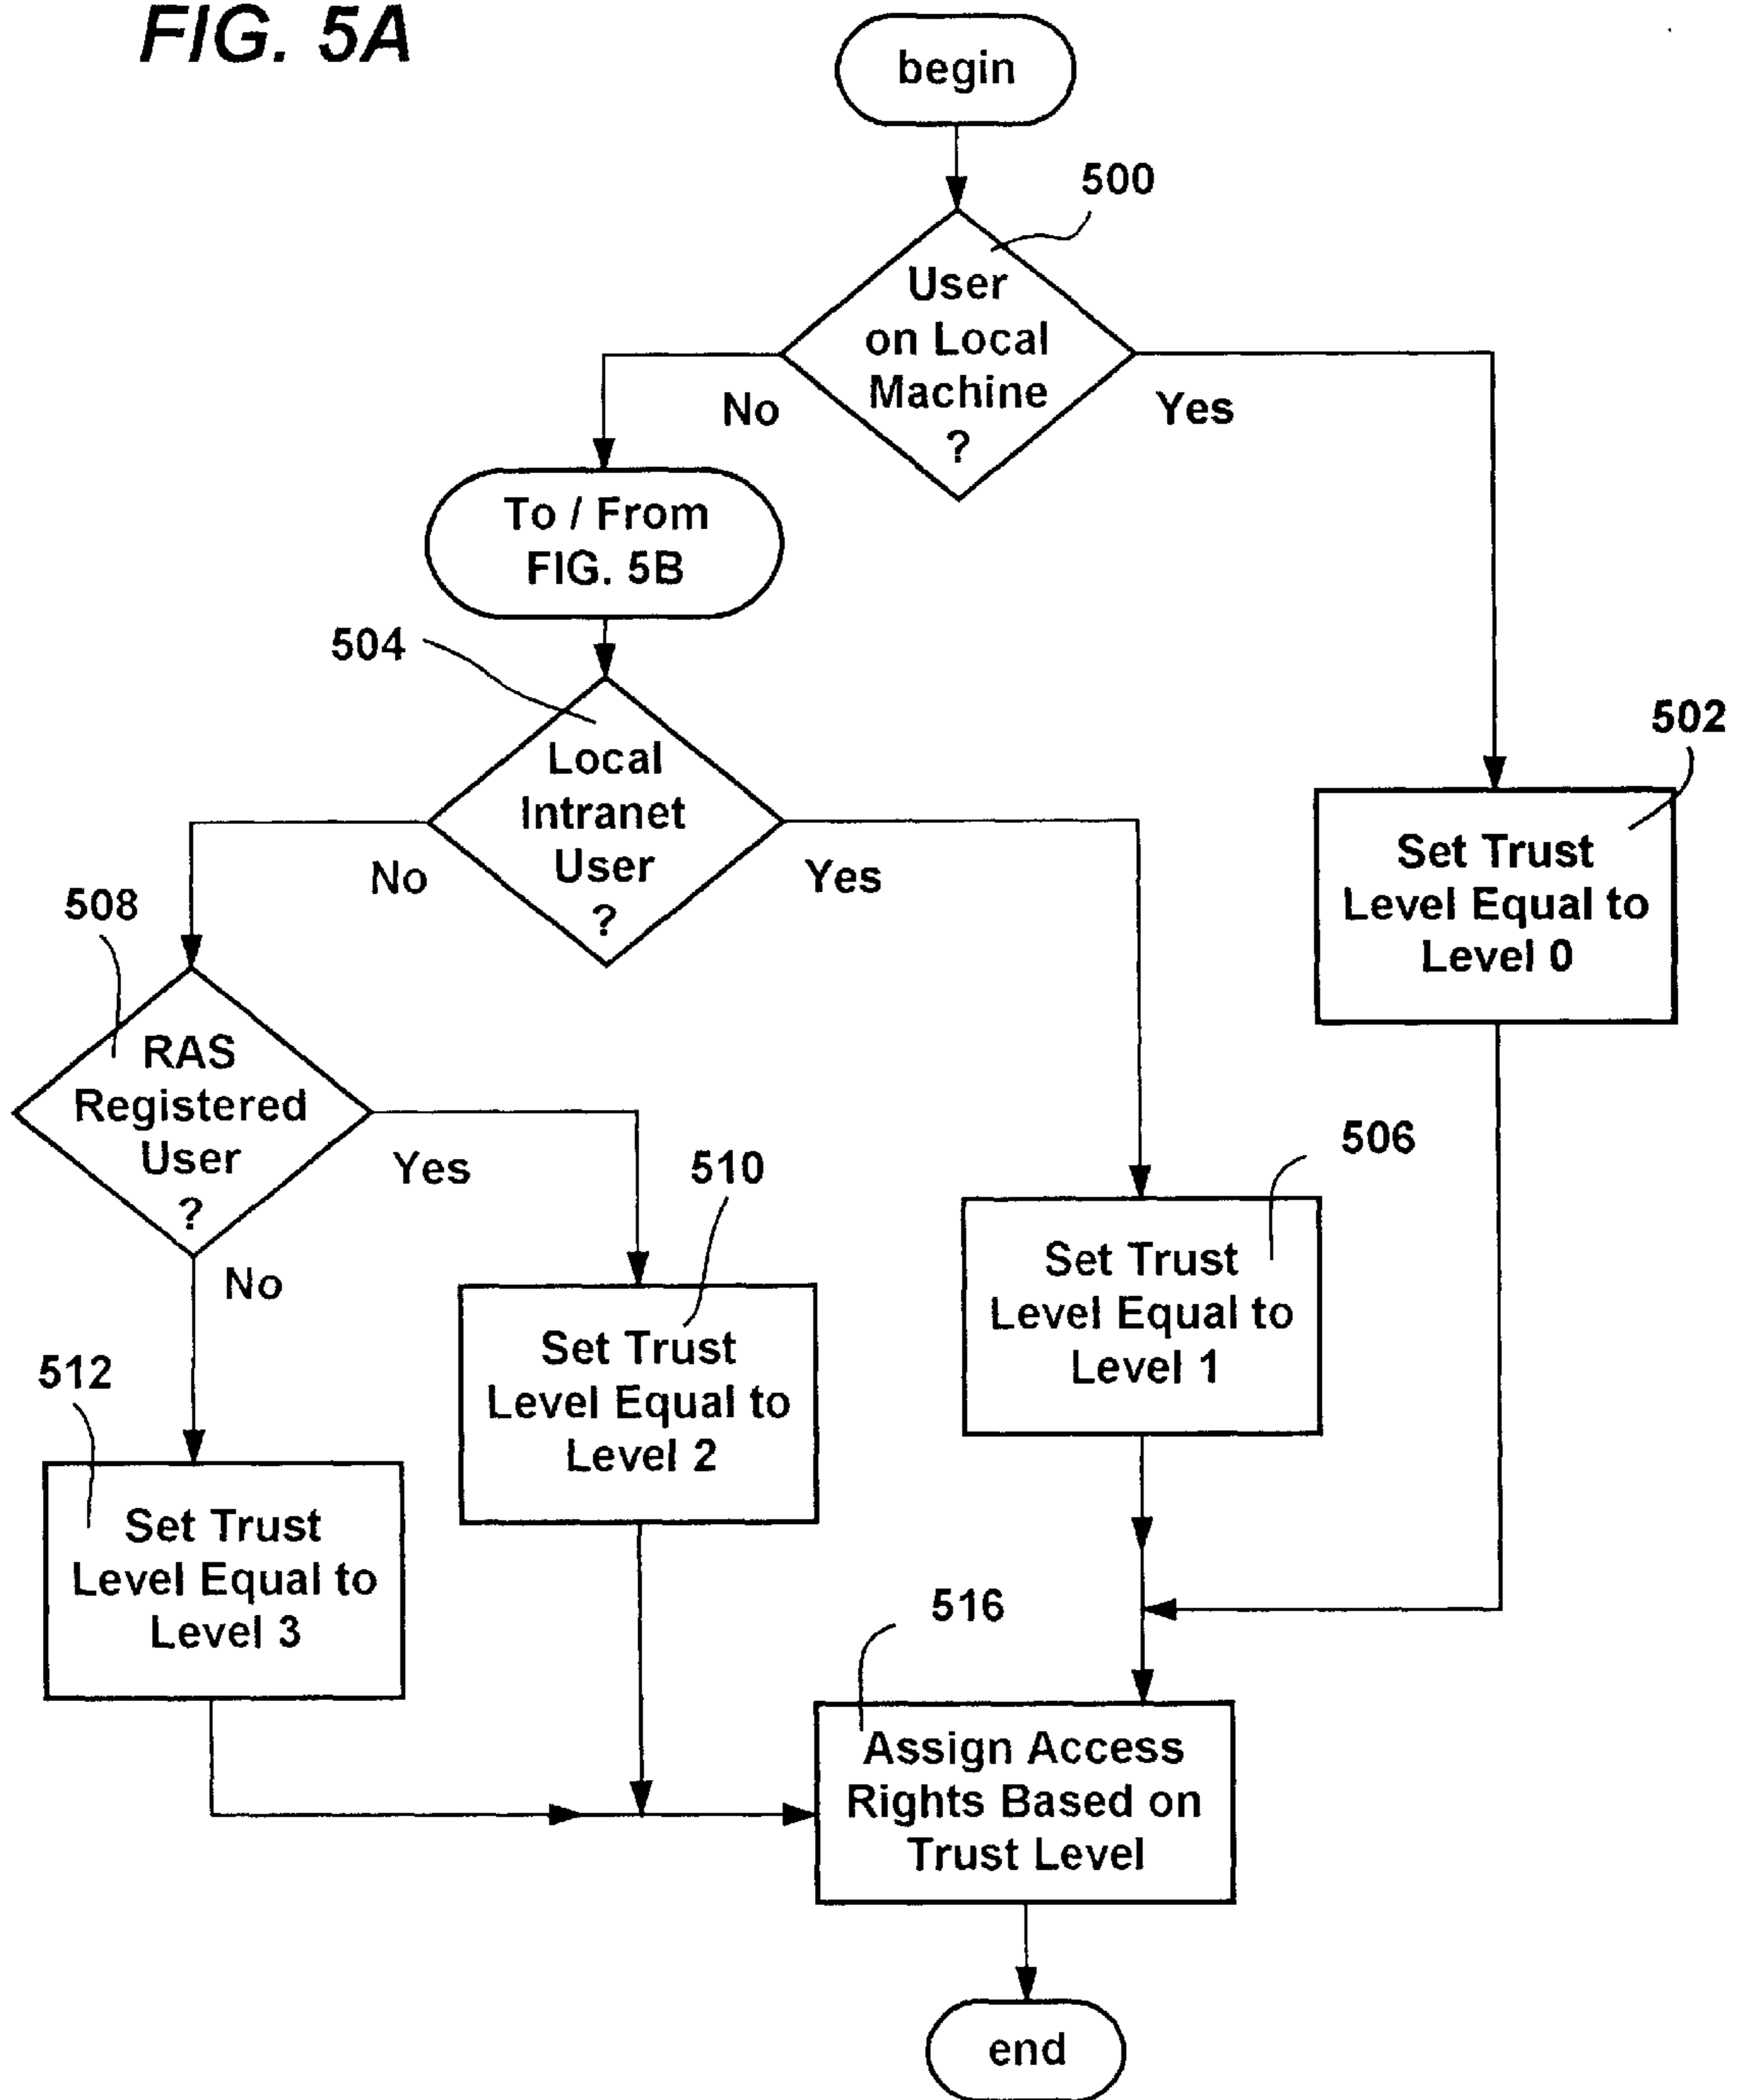 FIG. 5A
begin
500
User
on Local
Machine
?
No
Yes
To / From
FIG. 5B
504
Local
Intranet
User
?
No
Yes
502
Set Trust
Level Equal to
Level 0
508
RAS
Registered
User
?
Yes
No
510
Set Trust
Level Equal to
Level 2
506
Set Trust
Level Equal to
Level 1
512
Set Trust
Level Equal to
Level 3
516
Assign Access
Rights Based on
Trust Level
end